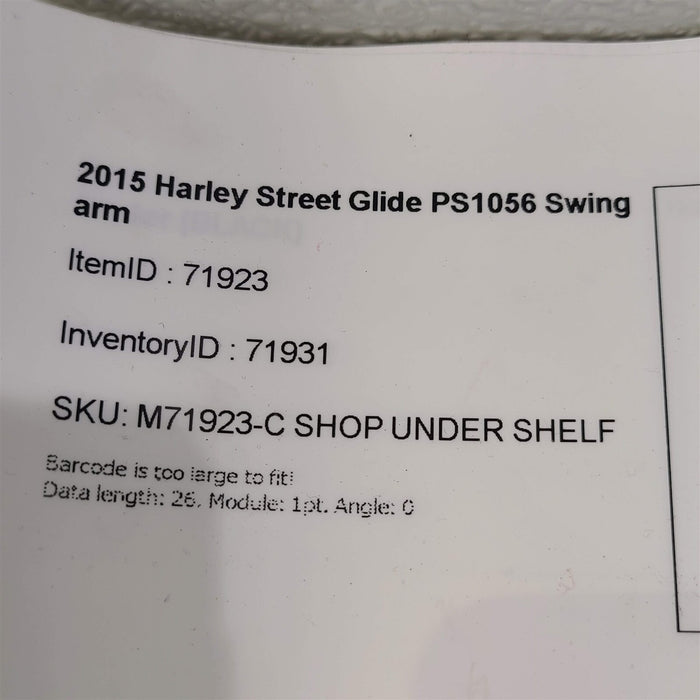 2015 Harley Street Glide PS1056 Swing
arm
ItemID : 71923
InventoryID : 71931
SKU: M71923-C SHOP UNDER SHELF
Barcode is too large to fit!
Data length: 26, Module: 1pt. Angle: 0